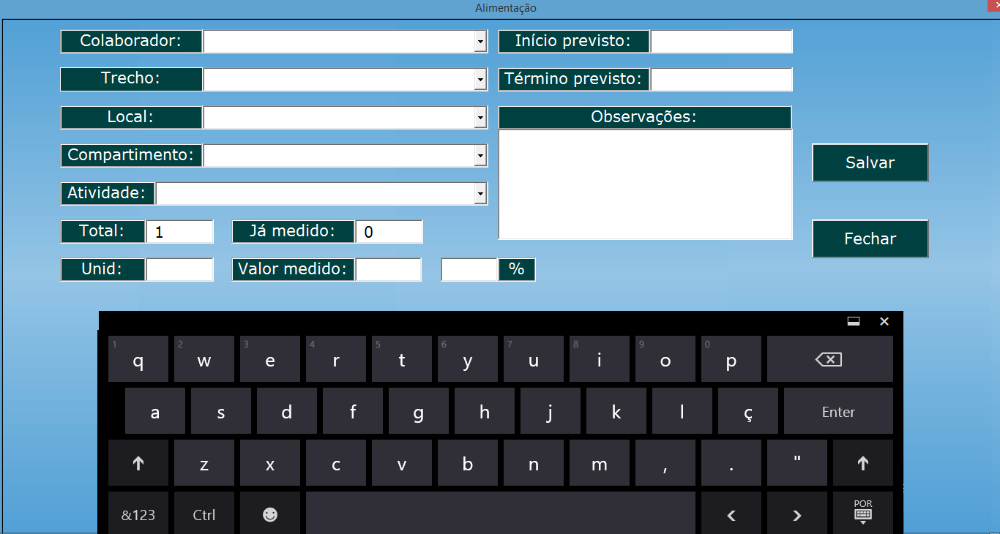 Alimentação
Colaborador:
Início previsto:
Trecho:
Término previsto:
Local:
Observações:
Compartimento:
Salvar
Atividade:
Total: 1
Já medido: 0
Fechar
Unid:
Valor medido:
%
1 q 2 w 3 e 4 r 5 t 6 y 7 u 8 i 9 o 0 p
a s d f g h j k l ç Enter
z x c v b n m , . "
&123 Ctrl < > POR